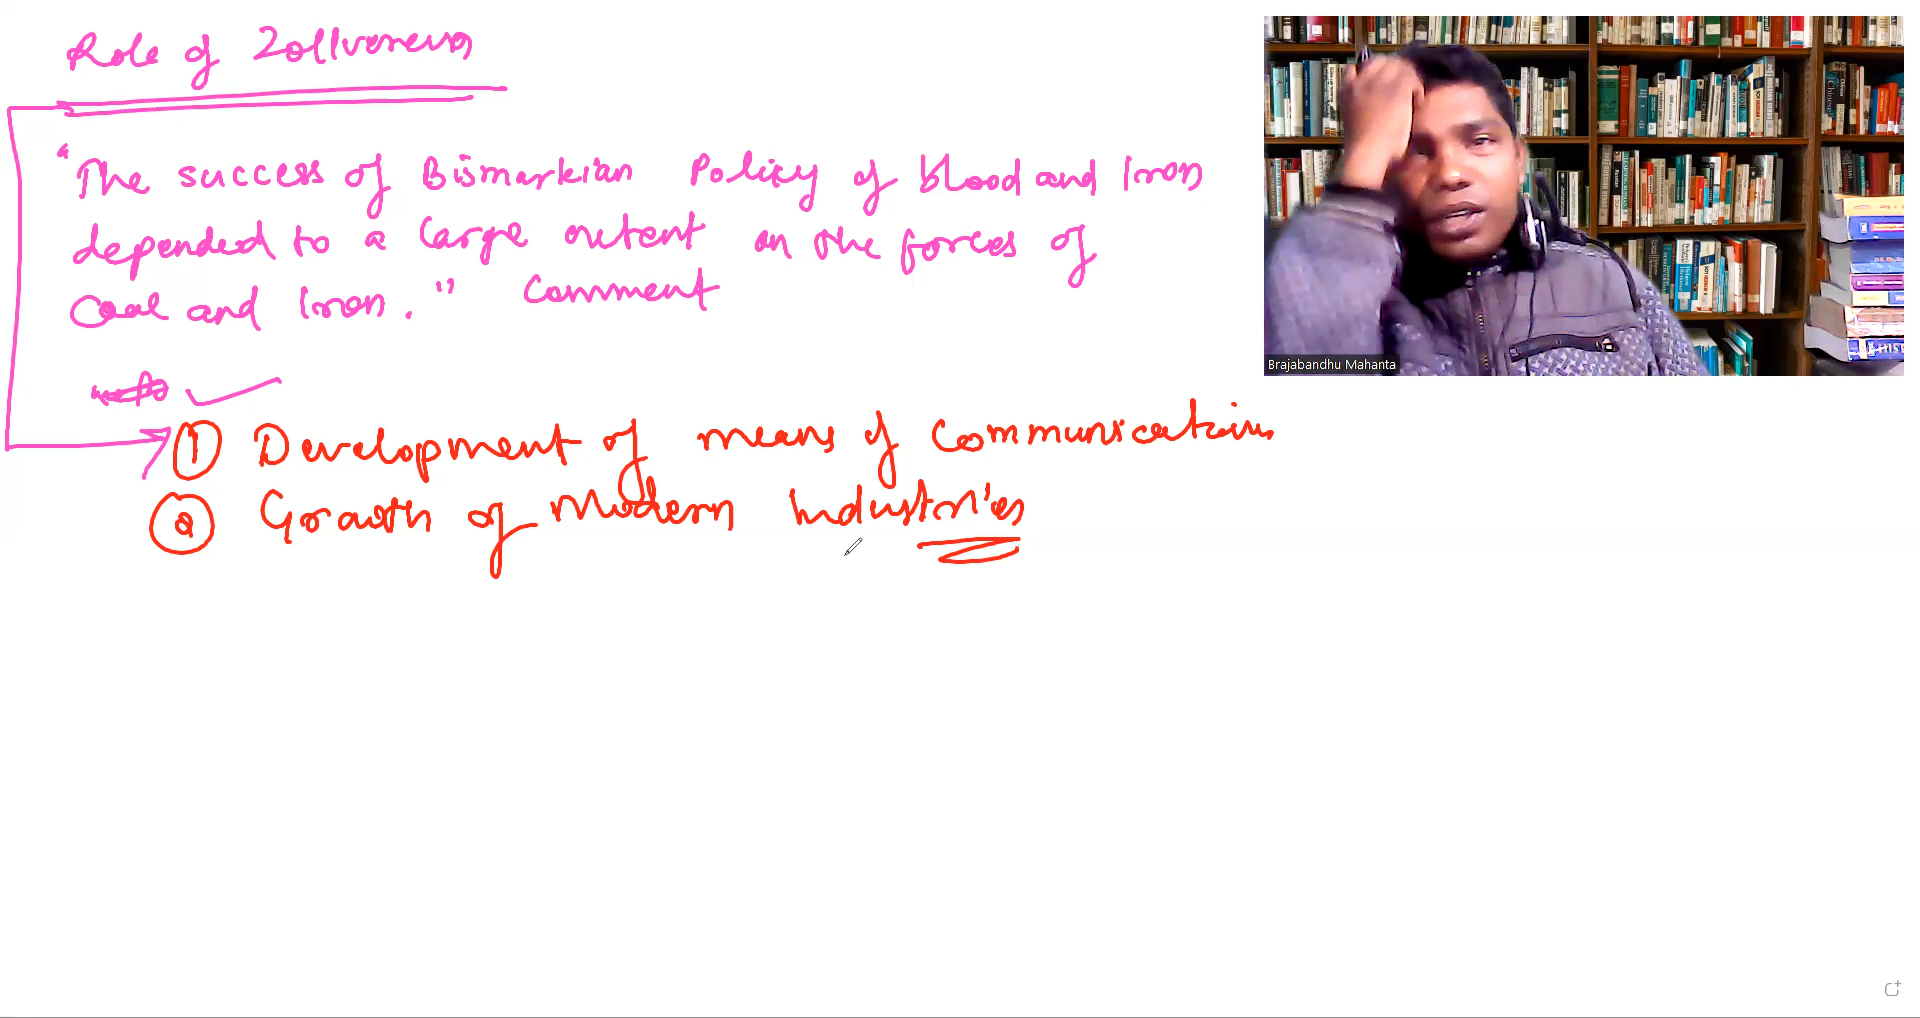 Role of Zollverein
"The success of Bismarkian Policy of blood and Iron
depended to a large extent on the forces of
Coal and Iron." Comment
① Development of means of Communications
② Growth of Modern Industries
Brajabandhu Mahanta